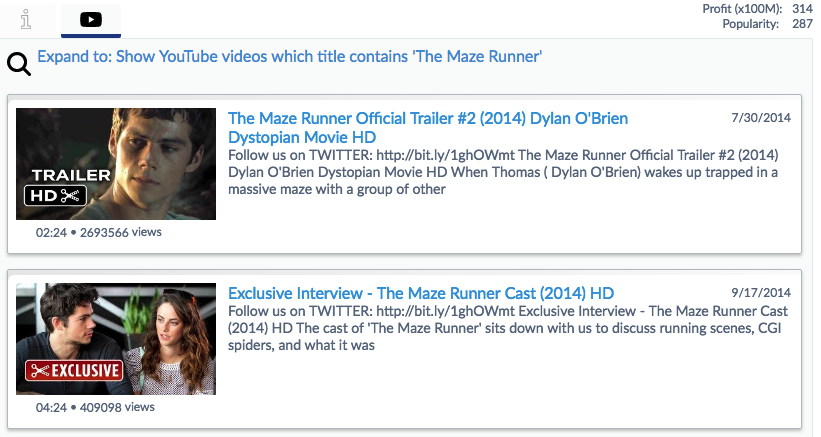 Profit (x100M): 314
Popularity: 287
Expand to: Show YouTube videos which title contains 'The Maze Runner'
TRAILER
HD
The Maze Runner Official Trailer #2 (2014) Dylan O'Brien
Dystopian Movie HD
7/30/2014
Follow us on TWITTER: http://bit.ly/1ghOWmt The Maze Runner Official Trailer #2 (2014)
Dylan O'Brien Dystopian Movie HD When Thomas ( Dylan O'Brien) wakes up trapped in a
massive maze with a group of other
02:24 • 2693566 views
EXCLUSIVE
Exclusive Interview - The Maze Runner Cast (2014) HD
9/17/2014
Follow us on TWITTER: http://bit.ly/1ghOWmt Exclusive Interview - The Maze Runner Cast
(2014) HD The cast of 'The Maze Runner' sits down with us to discuss running scenes, CGI
spiders, and what it was
04:24 • 409098 views